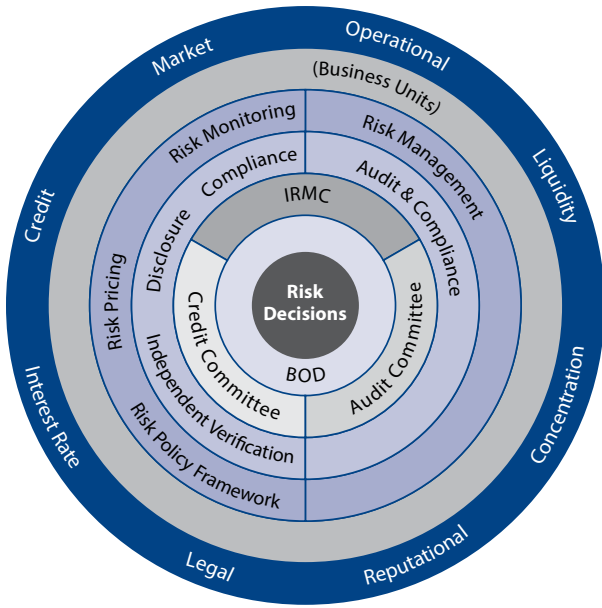 Market
Operational
Liquidity
Concentration
Reputational
Legal
Interest Rate
Credit
(Business Units)
Risk Monitoring
Risk Management
Risk Pricing
Risk Policy Framework
Compliance
Audit & Compliance
Disclosure
Independent Verification
IRMC
Credit Committee
Audit Committee
BOD
Risk
Decisions